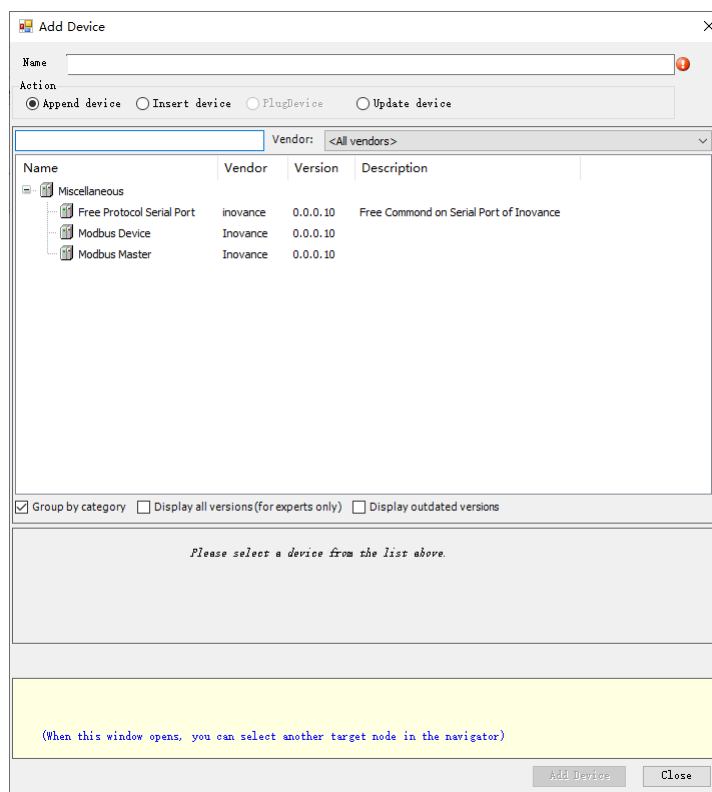 Add Device
Name
Action
Append device Insert device PlugDevice Update device
Vendor: <All vendors>
Name Vendor Version Description
Miscellaneous
Free Protocol Serial Port inovance 0.0.0.10 Free Commond on Serial Port of Inovance
Modbus Device Inovance 0.0.0.10
Modbus Master Inovance 0.0.0.10
Group by category Display all versions(for experts only) Display outdated versions
Please select a device from the list above.
(When this window opens, you can select another target node in the navigator)
Add Device Close